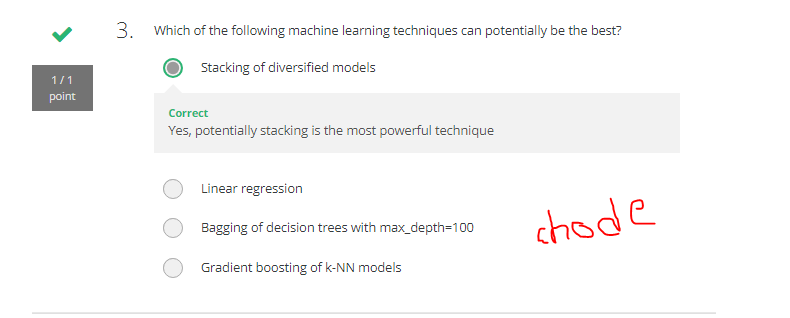 3. Which of the following machine learning techniques can potentially be the best?
1 / 1
point
Stacking of diversified models
Correct
Yes, potentially stacking is the most powerful technique
Linear regression
Bagging of decision trees with max_depth=100
chode
Gradient boosting of k-NN models